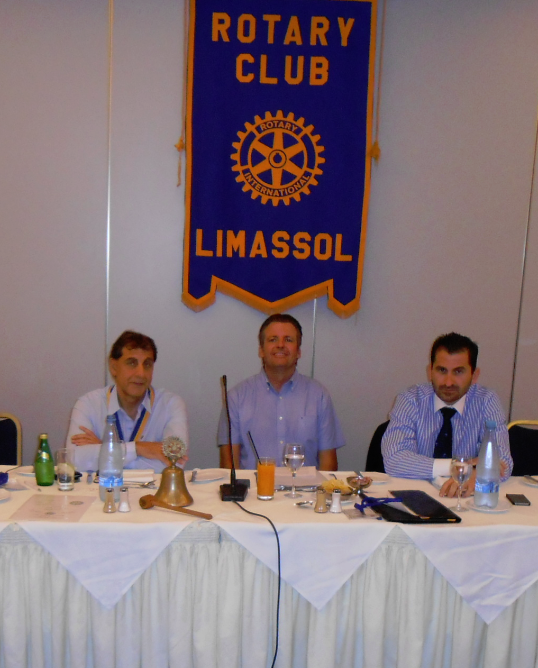 ROTARY
CLUB
ROTARY
INTERNATIONAL
LIMASSOL